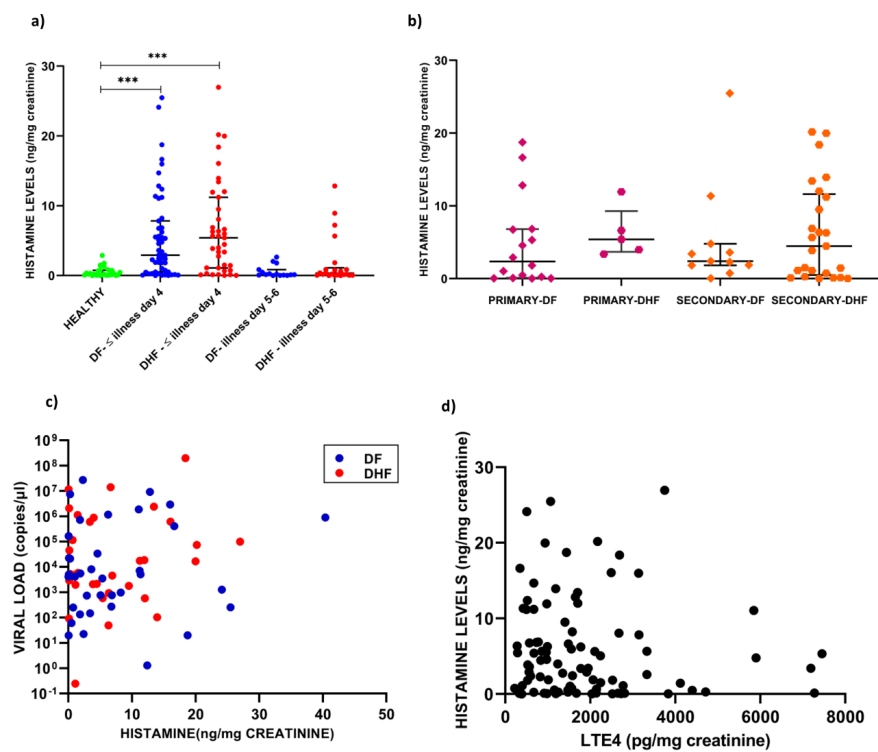 a)
HISTAMINE LEVELS (ng/mg creatinine)
30
20
10
0
***
***
HEALTHY
DF- ≤ illness day 4
DHF - ≤ illness day 4
DF- illness day 5-6
DHF - illness day 5-6
b)
HISTAMINE LEVELS (ng/mg creatinine)
30
20
10
0
PRIMARY-DF
PRIMARY-DHF
SECONDARY-DF
SECONDARY-DHF
c)
VIRAL LOAD (copies/µl)
10⁹
10⁸
10⁷
10⁶
10⁵
10⁴
10³
10²
10¹
10⁰
10⁻¹
DF
DHF
0 10 20 30 40 50
HISTAMINE(ng/mg CREATININE)
d)
HISTAMINE LEVELS (ng/mg creatinine)
30
20
10
0
0 2000 4000 6000 8000
LTE4 (pg/mg creatinine)